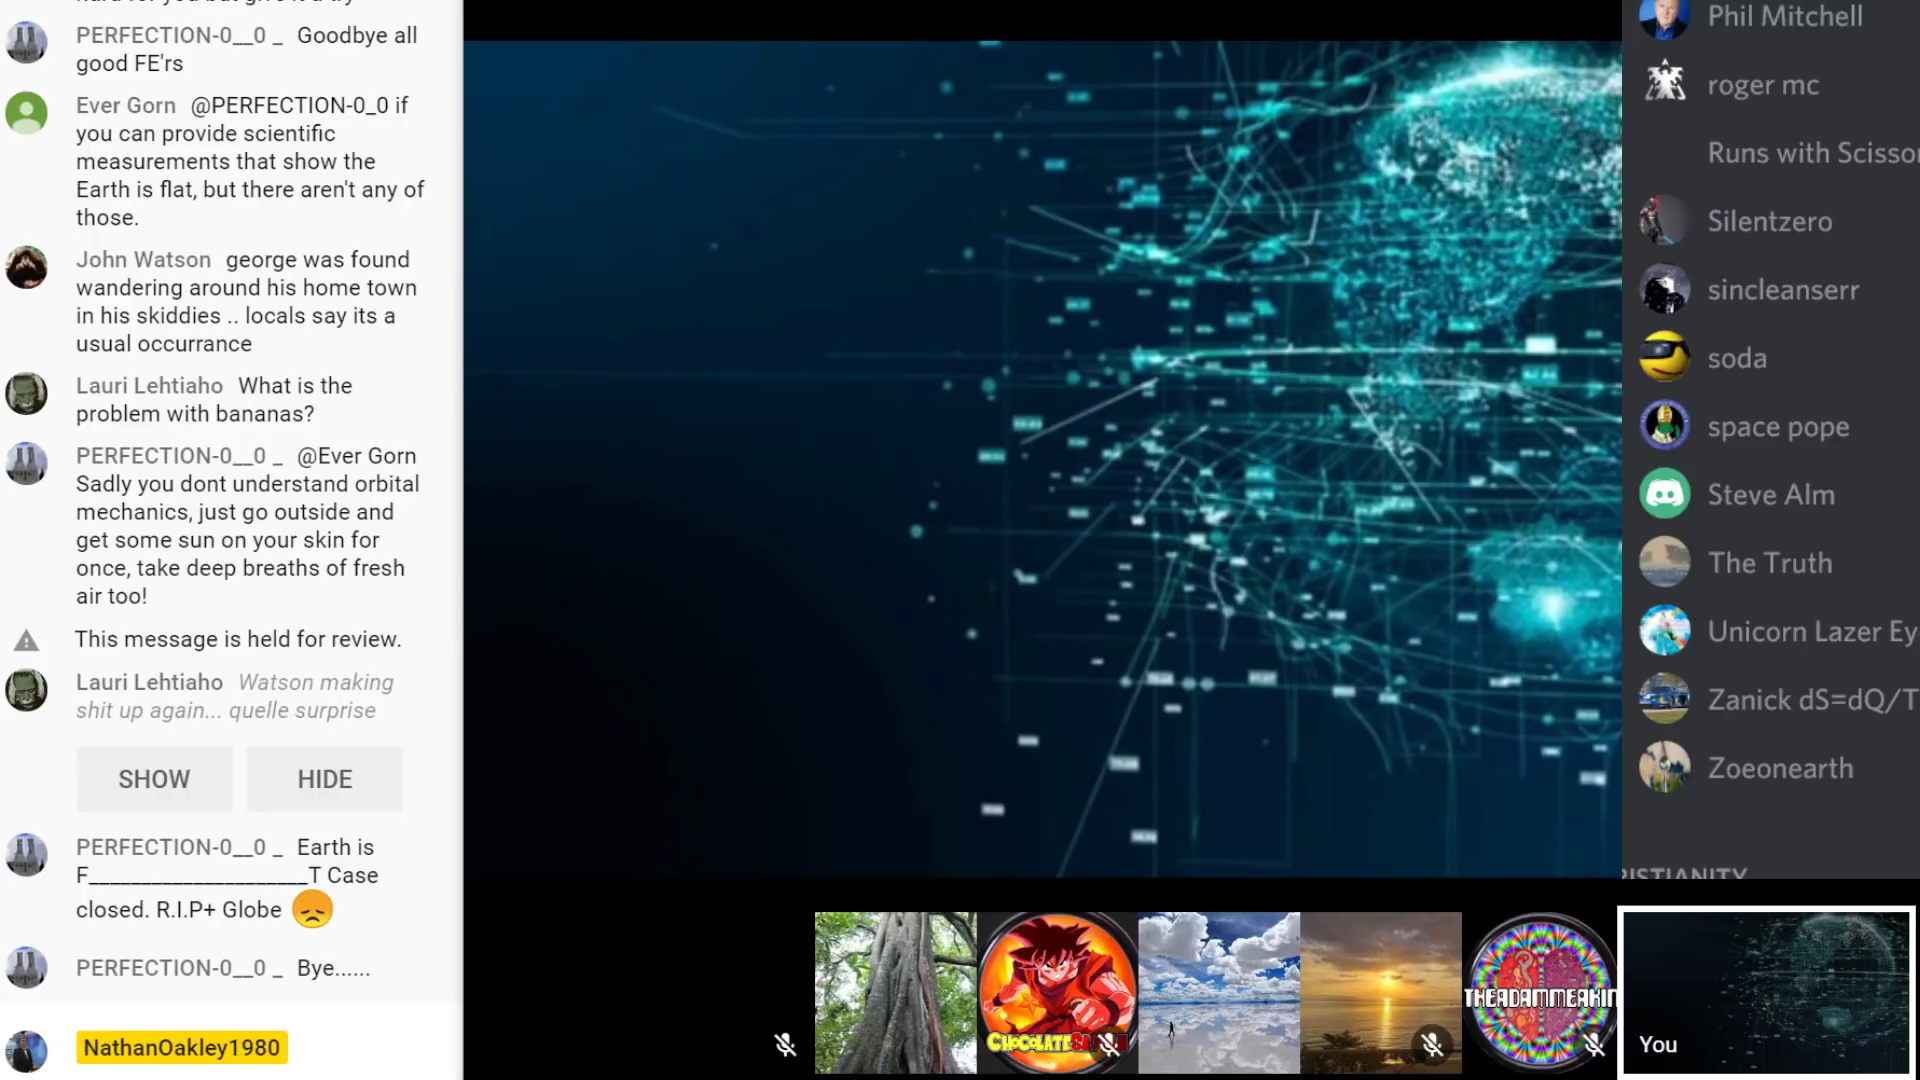 PERFECTION-0__0 _ Goodbye all
good FE'rs
Ever Gorn @PERFECTION-0_0 if
you can provide scientific
measurements that show the
Earth is flat, but there aren't any of
those.
John Watson george was found
wandering around his home town
in his skiddies .. locals say its a
usual occurrance
Lauri Lehtiaho What is the
problem with bananas?
PERFECTION-0__0 _ @Ever Gorn
Sadly you dont understand orbital
mechanics, just go outside and
get some sun on your skin for
once, take deep breaths of fresh
air too!
This message is held for review.
Lauri Lehtiaho Watson making
shit up again... quelle surprise
SHOW HIDE
PERFECTION-0__0 _ Earth is
F_____________________T Case
closed. R.I.P+ Globe
PERFECTION-0__0 _ Bye......
NathanOakley1980
Phil Mitchell
roger mc
Runs with Scissor
Silentzero
sincleanserr
soda
space pope
Steve Alm
The Truth
Unicorn Lazer Ey
Zanick dS=dQ/T
Zoeonearth
THEADAMMEAKIN
You